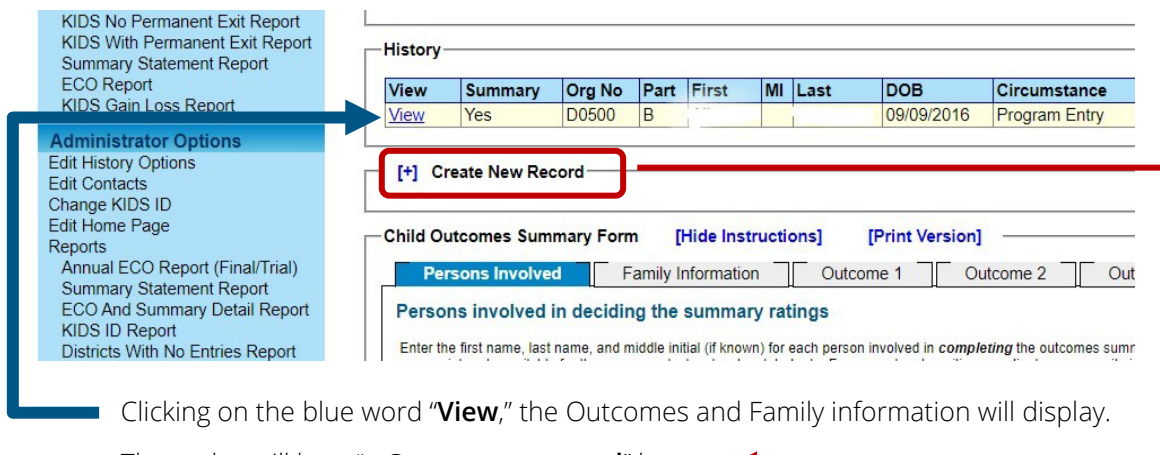 KIDS No Permanent Exit Report
KIDS With Permanent Exit Report
Summary Statement Report
ECO Report
KIDS Gain Loss Report
Administrator Options
Edit History Options
Edit Contacts
Change KIDS ID
Edit Home Page
Reports
Annual ECO Report (Final/Trial)
Summary Statement Report
ECO And Summary Detail Report
KIDS ID Report
Districts With No Entries Report
History
View Summary Org No Part First MI Last DOB Circumstance
View Yes D0500 B 09/09/2016 Program Entry
[+] Create New Record
Child Outcomes Summary Form [Hide Instructions] [Print Version]
Persons Involved Family Information Outcome 1 Outcome 2 Out
Persons involved in deciding the summary ratings
Enter the first name, last name, and middle initial (if known) for each person involved in completing the outcomes summ
Clicking on the blue word “View,” the Outcomes and Family information will display.